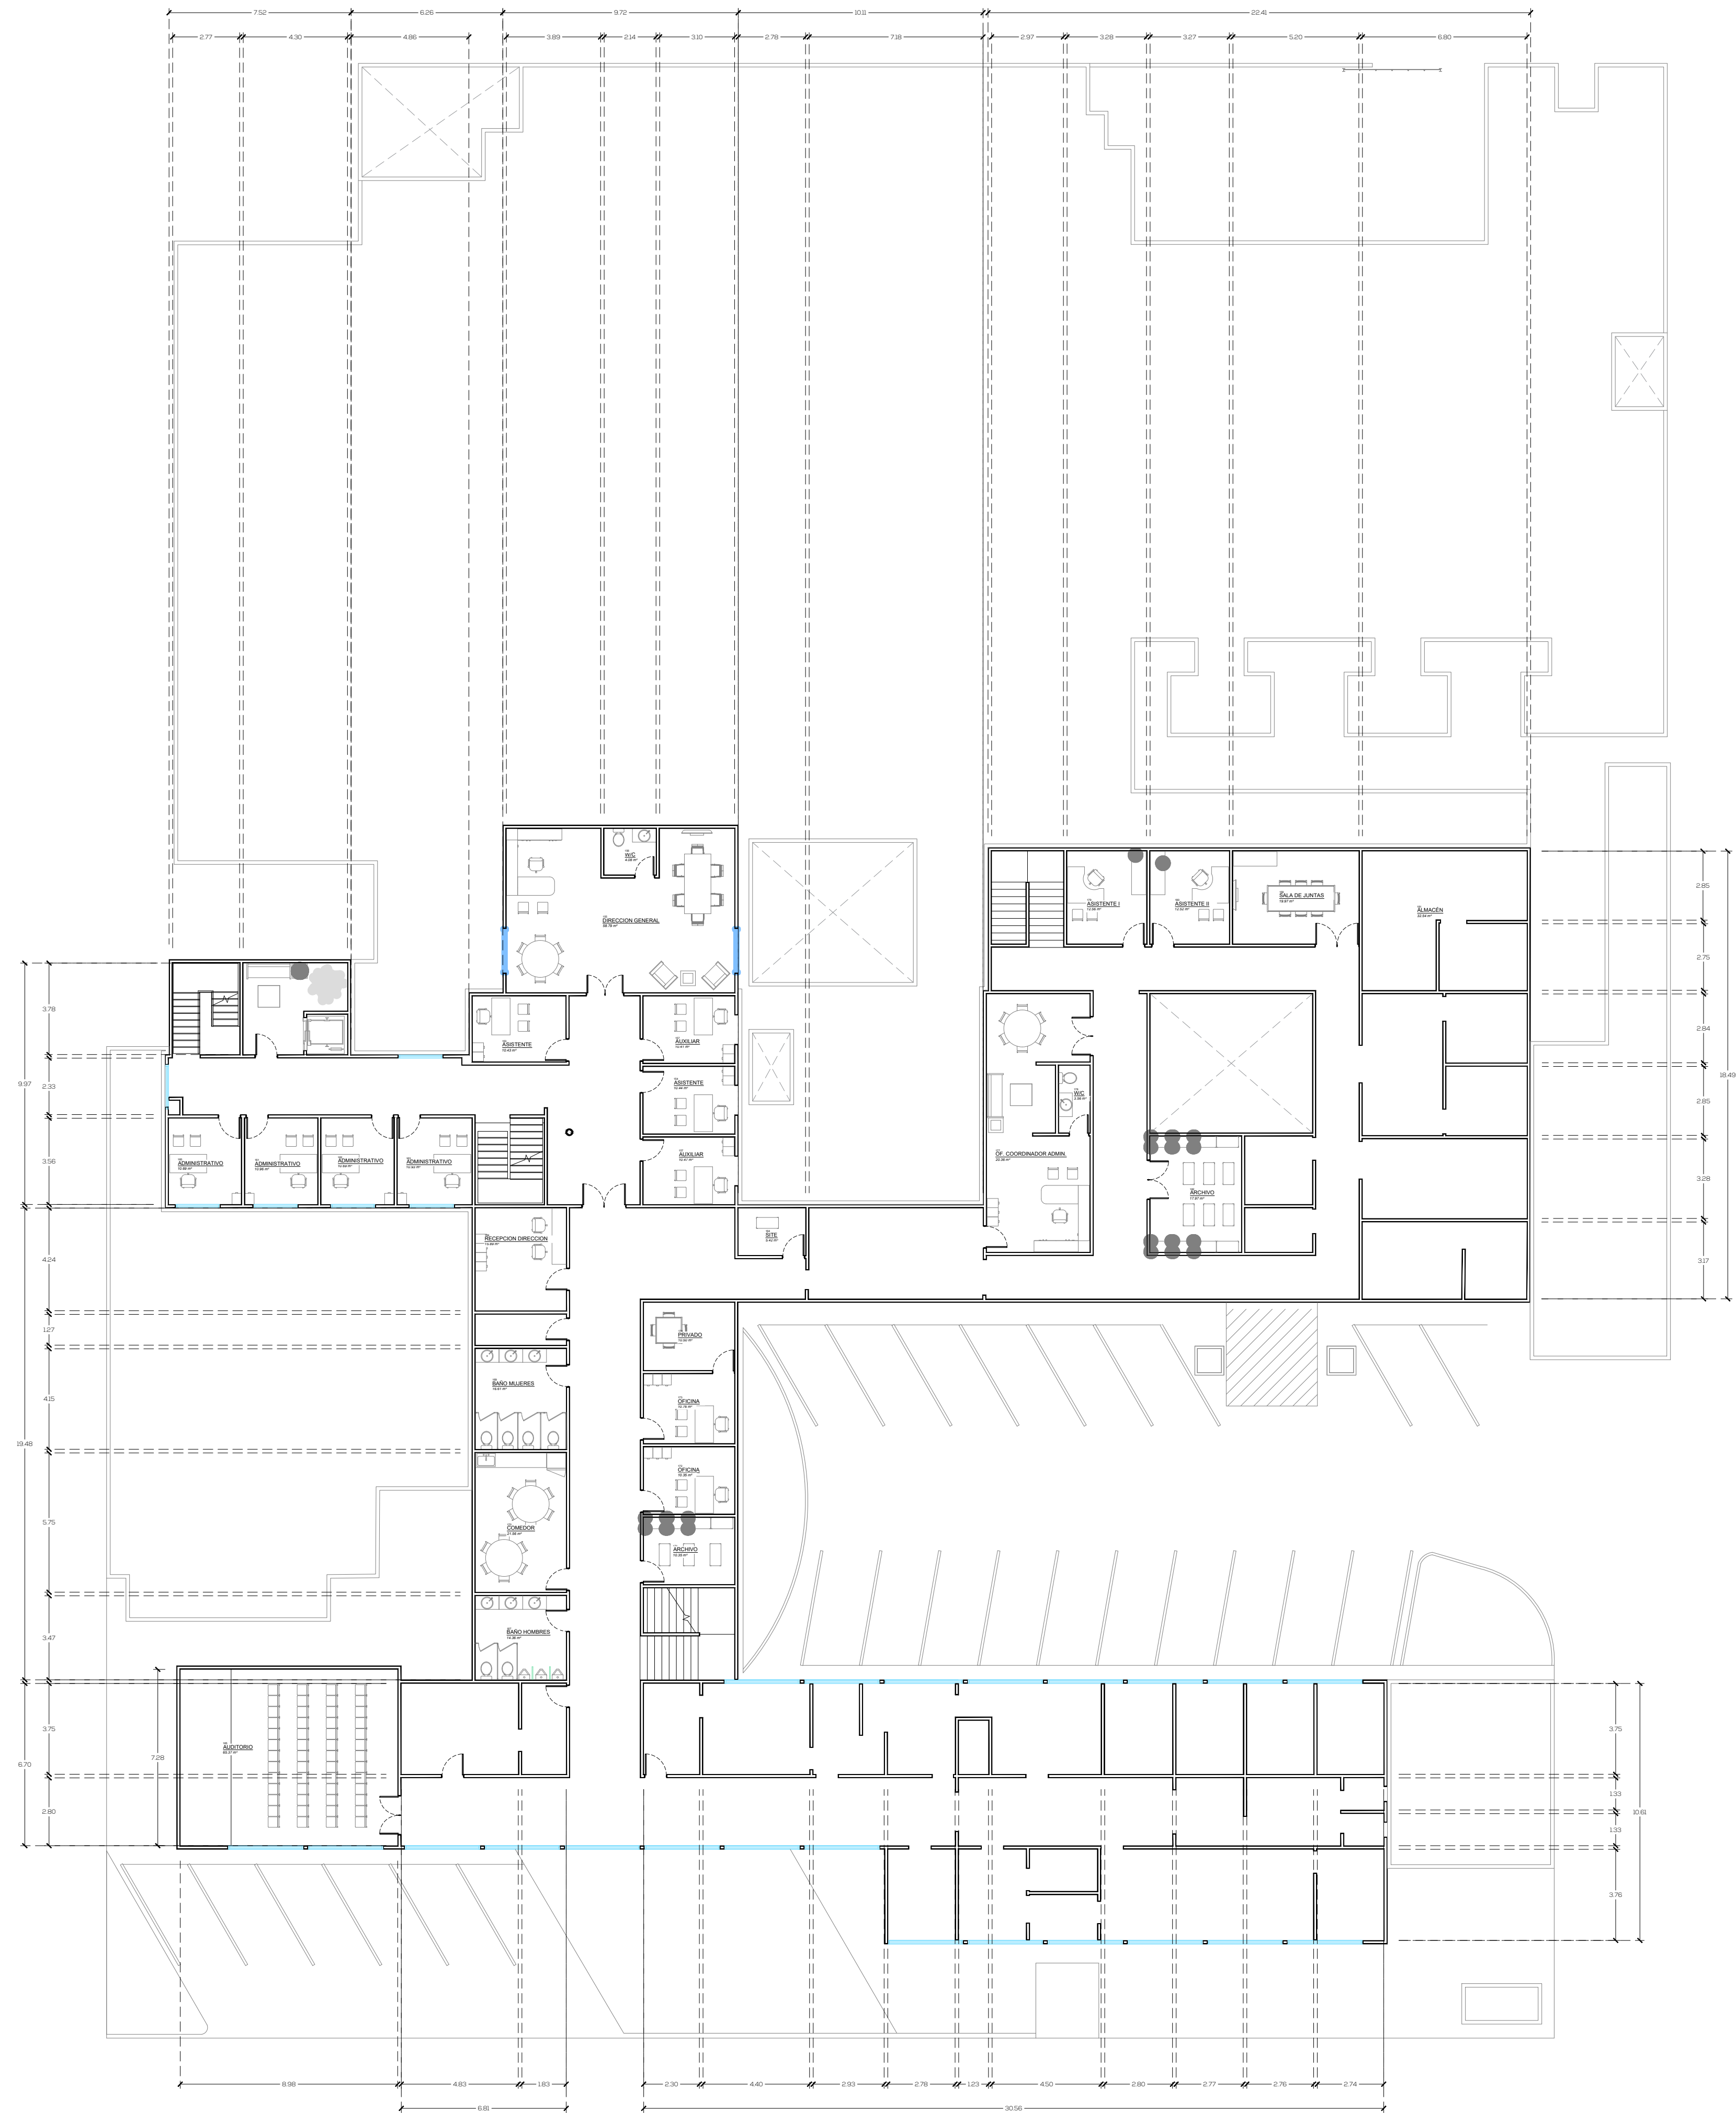 7.52
6.26
9.72
10.11
22.41
2.77
4.30
4.86
3.89
2.14
3.10
2.78
7.18
2.97
3.28
3.27
5.20
6.80
W/C
DIRECCION GENERAL
ASISTENTE I
ASISTENTE II
SALA DE JUNTAS
ALMACÉN
2.85
2.75
2.84
2.85
3.28
3.17
18.49
3.78
2.33
3.56
9.97
ASISTENTE
AUXILIAR
ASISTENTE
AUXILIAR
W/C
OF. COORDINADOR ADMIN.
ARCHIVO
ADMINISTRATIVO
ADMINISTRATIVO
ADMINISTRATIVO
ADMINISTRATIVO
RECEPCION DIRECCION
SITE
4.24
1.27
4.15
5.75
3.47
19.48
PRIVADO
BAÑO MUJERES
OFICINA
OFICINA
COMEDOR
ARCHIVO
BAÑO HOMBRES
AUDITORIO
3.75
2.80
6.70
7.28
3.75
1.33
1.33
3.76
10.61
8.98
4.83
1.83
2.30
4.40
2.93
2.78
1.23
4.50
2.80
2.77
2.76
2.74
6.81
30.56